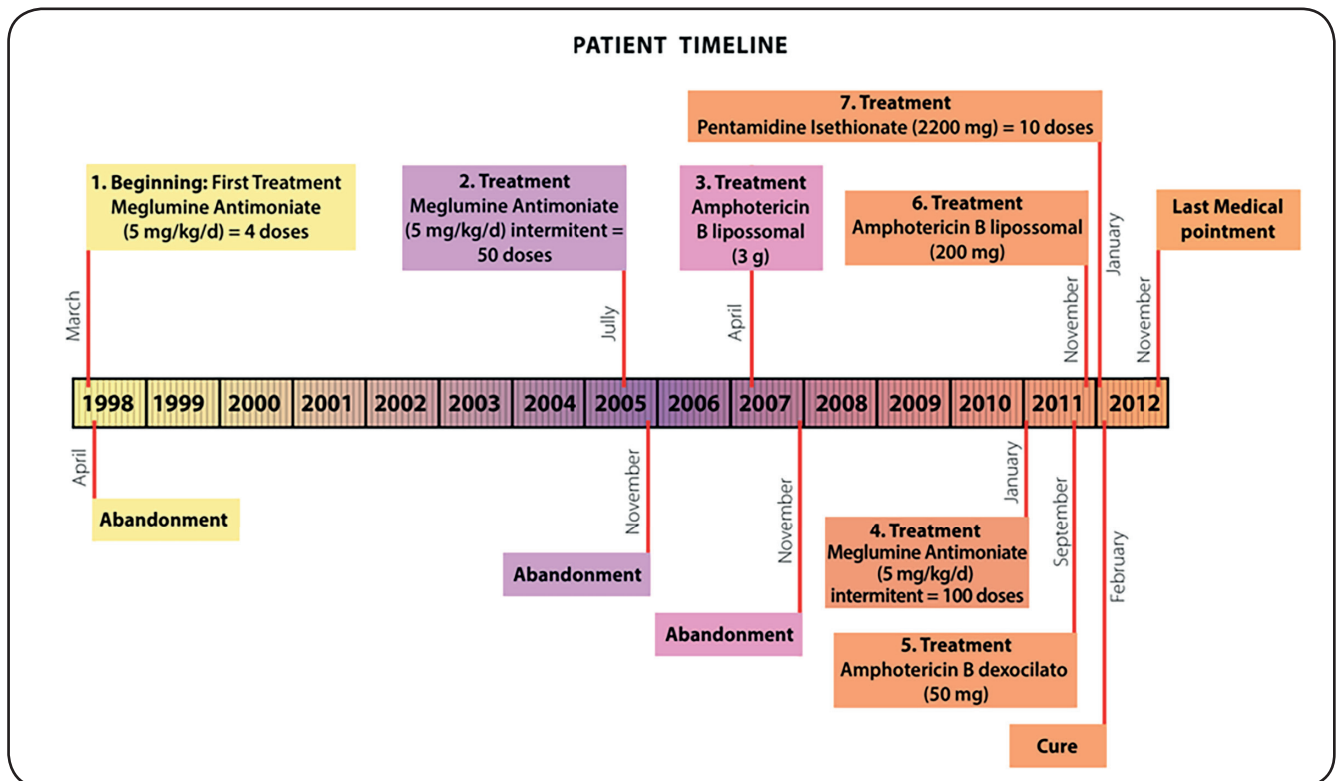 PATIENT TIMELINE
7. Treatment
Pentamidine Isethionate (2200 mg) = 10 doses
1. Beginning: First Treatment
Meglumine Antimoniate
(5 mg/kg/d) = 4 doses
2. Treatment
Meglumine Antimoniate
(5 mg/kg/d) intermitent =
50 doses
3. Treatment
Amphotericin
B lipossomal
(3 g)
6. Treatment
Amphotericin B lipossomal
(200 mg)
Last Medical
pointment
March
Jully
April
November
January
November
1998
1999
2000
2001
2002
2003
2004
2005
2006
2007
2008
2009
2010
2011
2012
April
Abandonment
November
Abandonment
November
Abandonment
January
4. Treatment
Meglumine Antimoniate
(5 mg/kg/d)
intermitent = 100 doses
September
5. Treatment
Amphotericin B dexocilato
(50 mg)
February
Cure